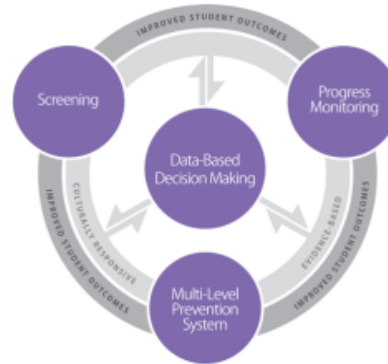 IMPROVED STUDENT OUTCOMES
Screening
Progress
Monitoring
Data-Based
Decision Making
CULTURALLY RESPONSIVE
EVIDENCE-BASED
IMPROVED STUDENT OUTCOMES
IMPROVED STUDENT OUTCOMES
Multi-Level
Prevention
System